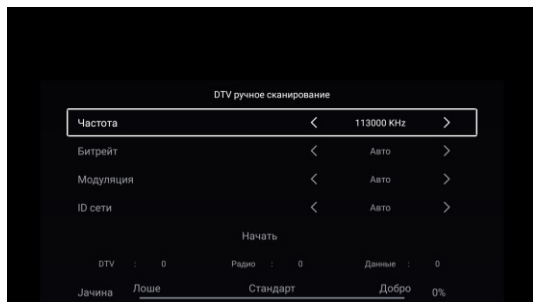 DTV ручное сканирование
Частота 113000 KHz
Битрейт Авто
Модуляция Авто
ID сети Авто
Начать
DTV : 0 Радио : 0 Данные : 0
Јачина Лоше Стандарт Добро 0%